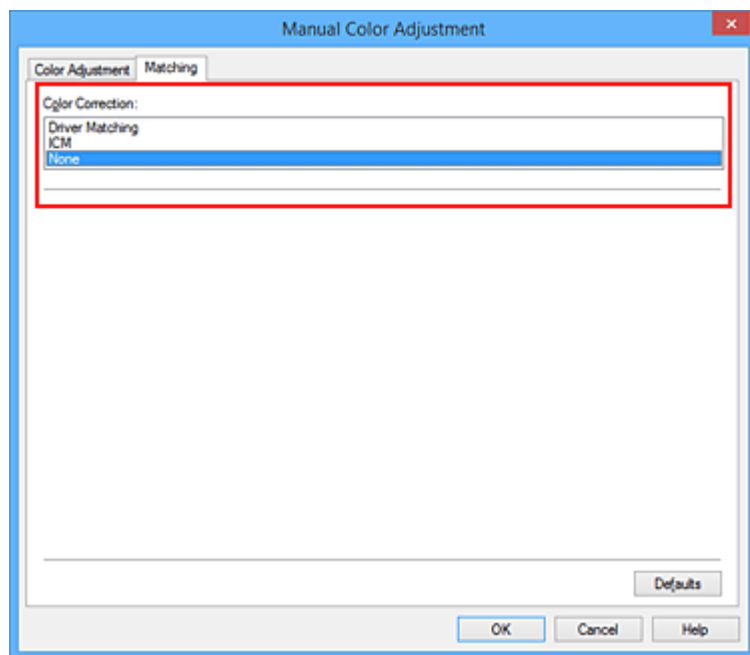 Manual Color Adjustment
Color Adjustment Matching
Color Correction:
Driver Matching
ICM
None
Defaults
OK Cancel Help